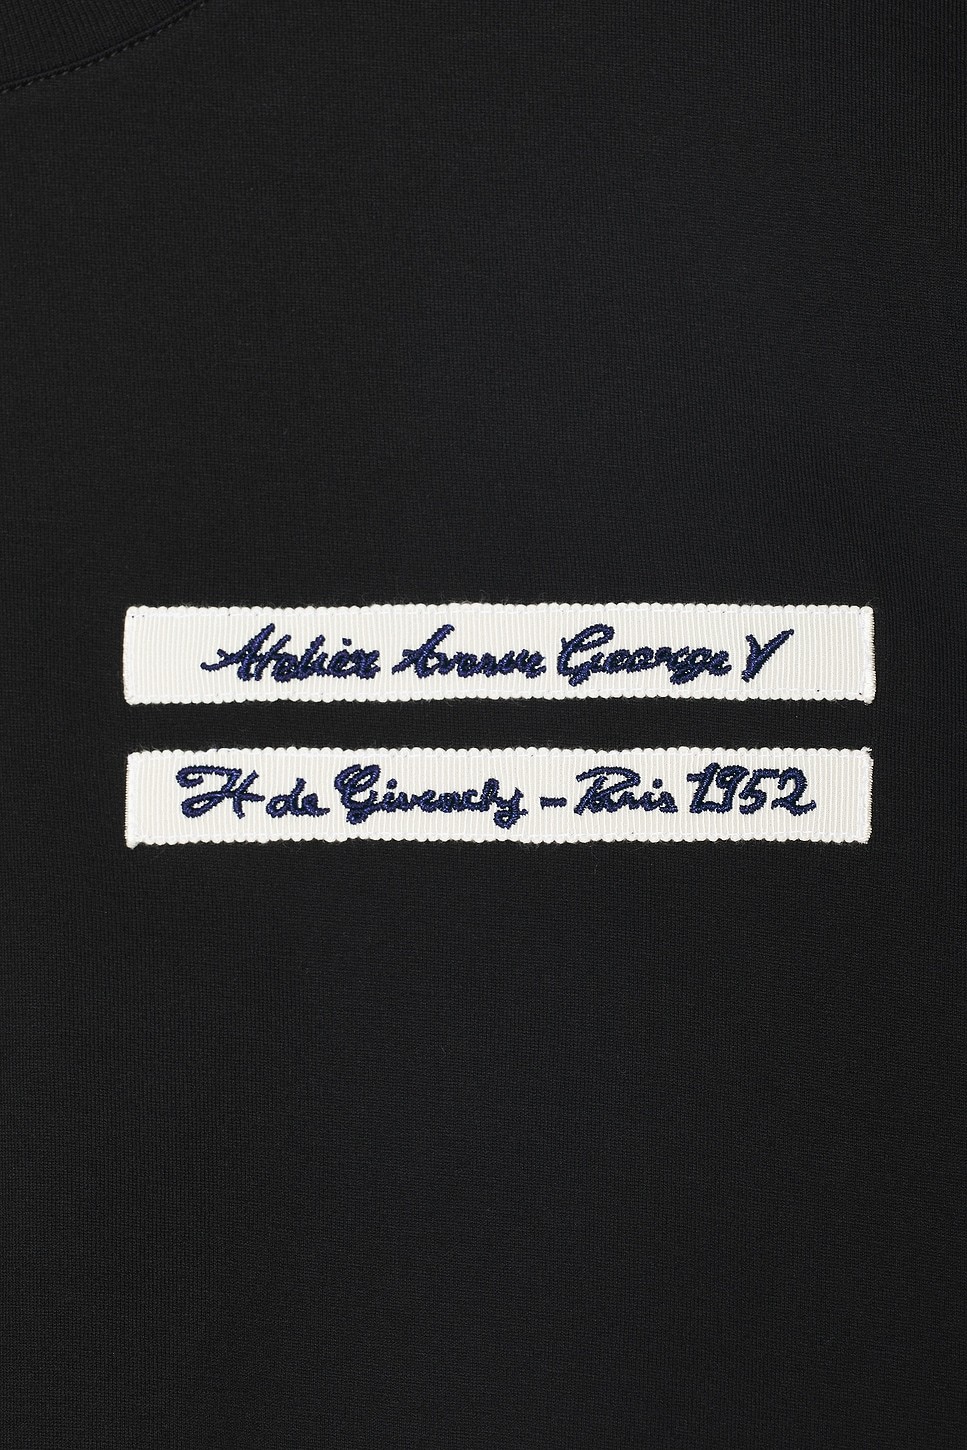 Atelier Avenue George V
H de Givenchy - Paris 1952